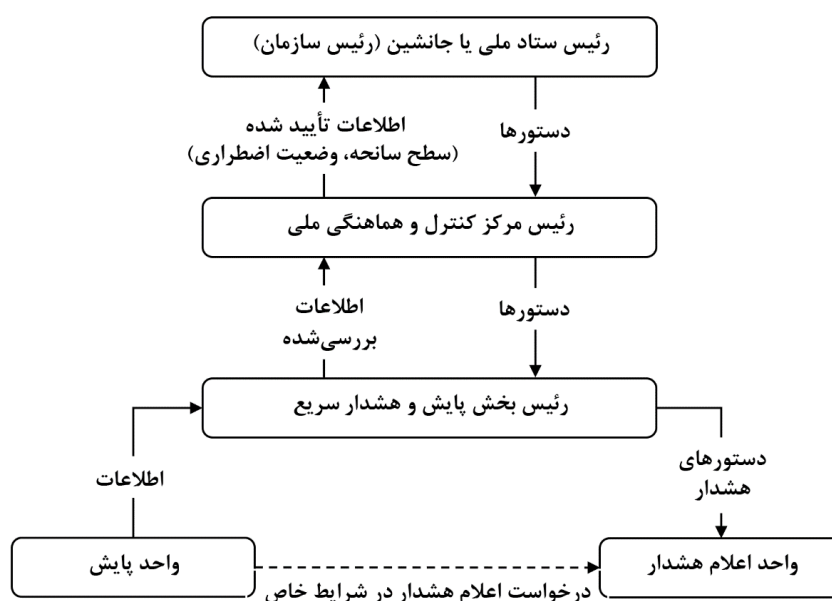 رئیس ستاد ملی یا جانشین (رئیس سازمان)
اطلاعات تأیید شده
(سطح سانحه، وضعیت اضطراری)
دستورها
رئیس مرکز کنترل و هماهنگی ملی
اطلاعات
بررسی‌شده
دستورها
رئیس بخش پایش و هشدار سریع
اطلاعات
دستورهای
هشدار
واحد پایش
واحد اعلام هشدار
درخواست اعلام هشدار در شرایط خاص